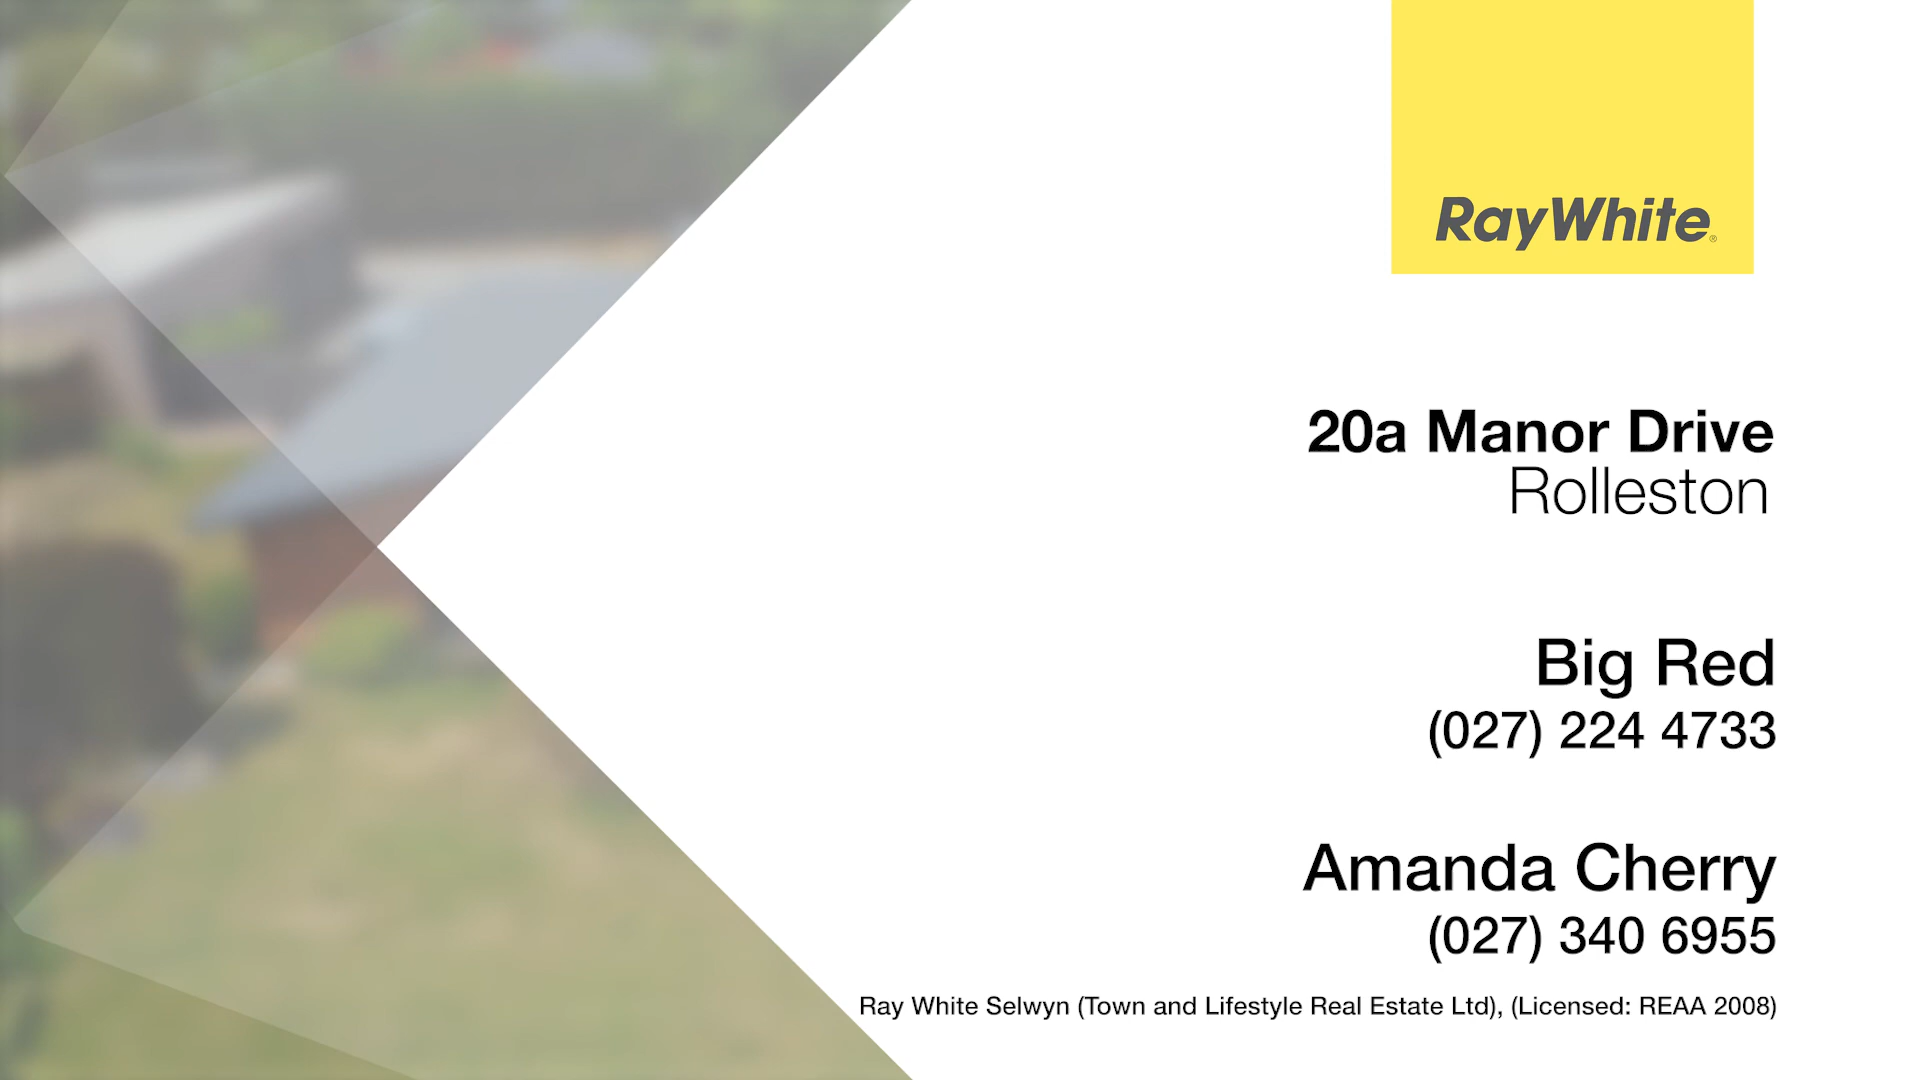 RayWhite®
20a Manor Drive
Rolleston
Big Red
(027) 224 4733
Amanda Cherry
(027) 340 6955
Ray White Selwyn (Town and Lifestyle Real Estate Ltd), (Licensed: REAA 2008)